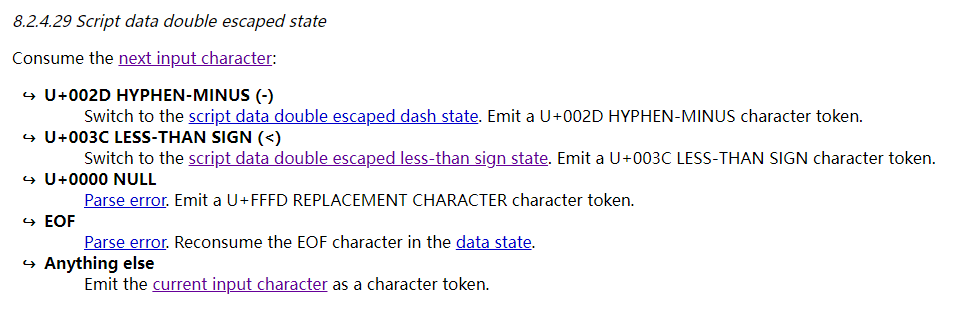 8.2.4.29 Script data double escaped state
Consume the next input character:
↪ U+002D HYPHEN-MINUS (-)
Switch to the script data double escaped dash state. Emit a U+002D HYPHEN-MINUS character token.
↪ U+003C LESS-THAN SIGN (<)
Switch to the script data double escaped less-than sign state. Emit a U+003C LESS-THAN SIGN character token.
↪ U+0000 NULL
Parse error. Emit a U+FFFD REPLACEMENT CHARACTER character token.
↪ EOF
Parse error. Reconsume the EOF character in the data state.
↪ Anything else
Emit the current input character as a character token.